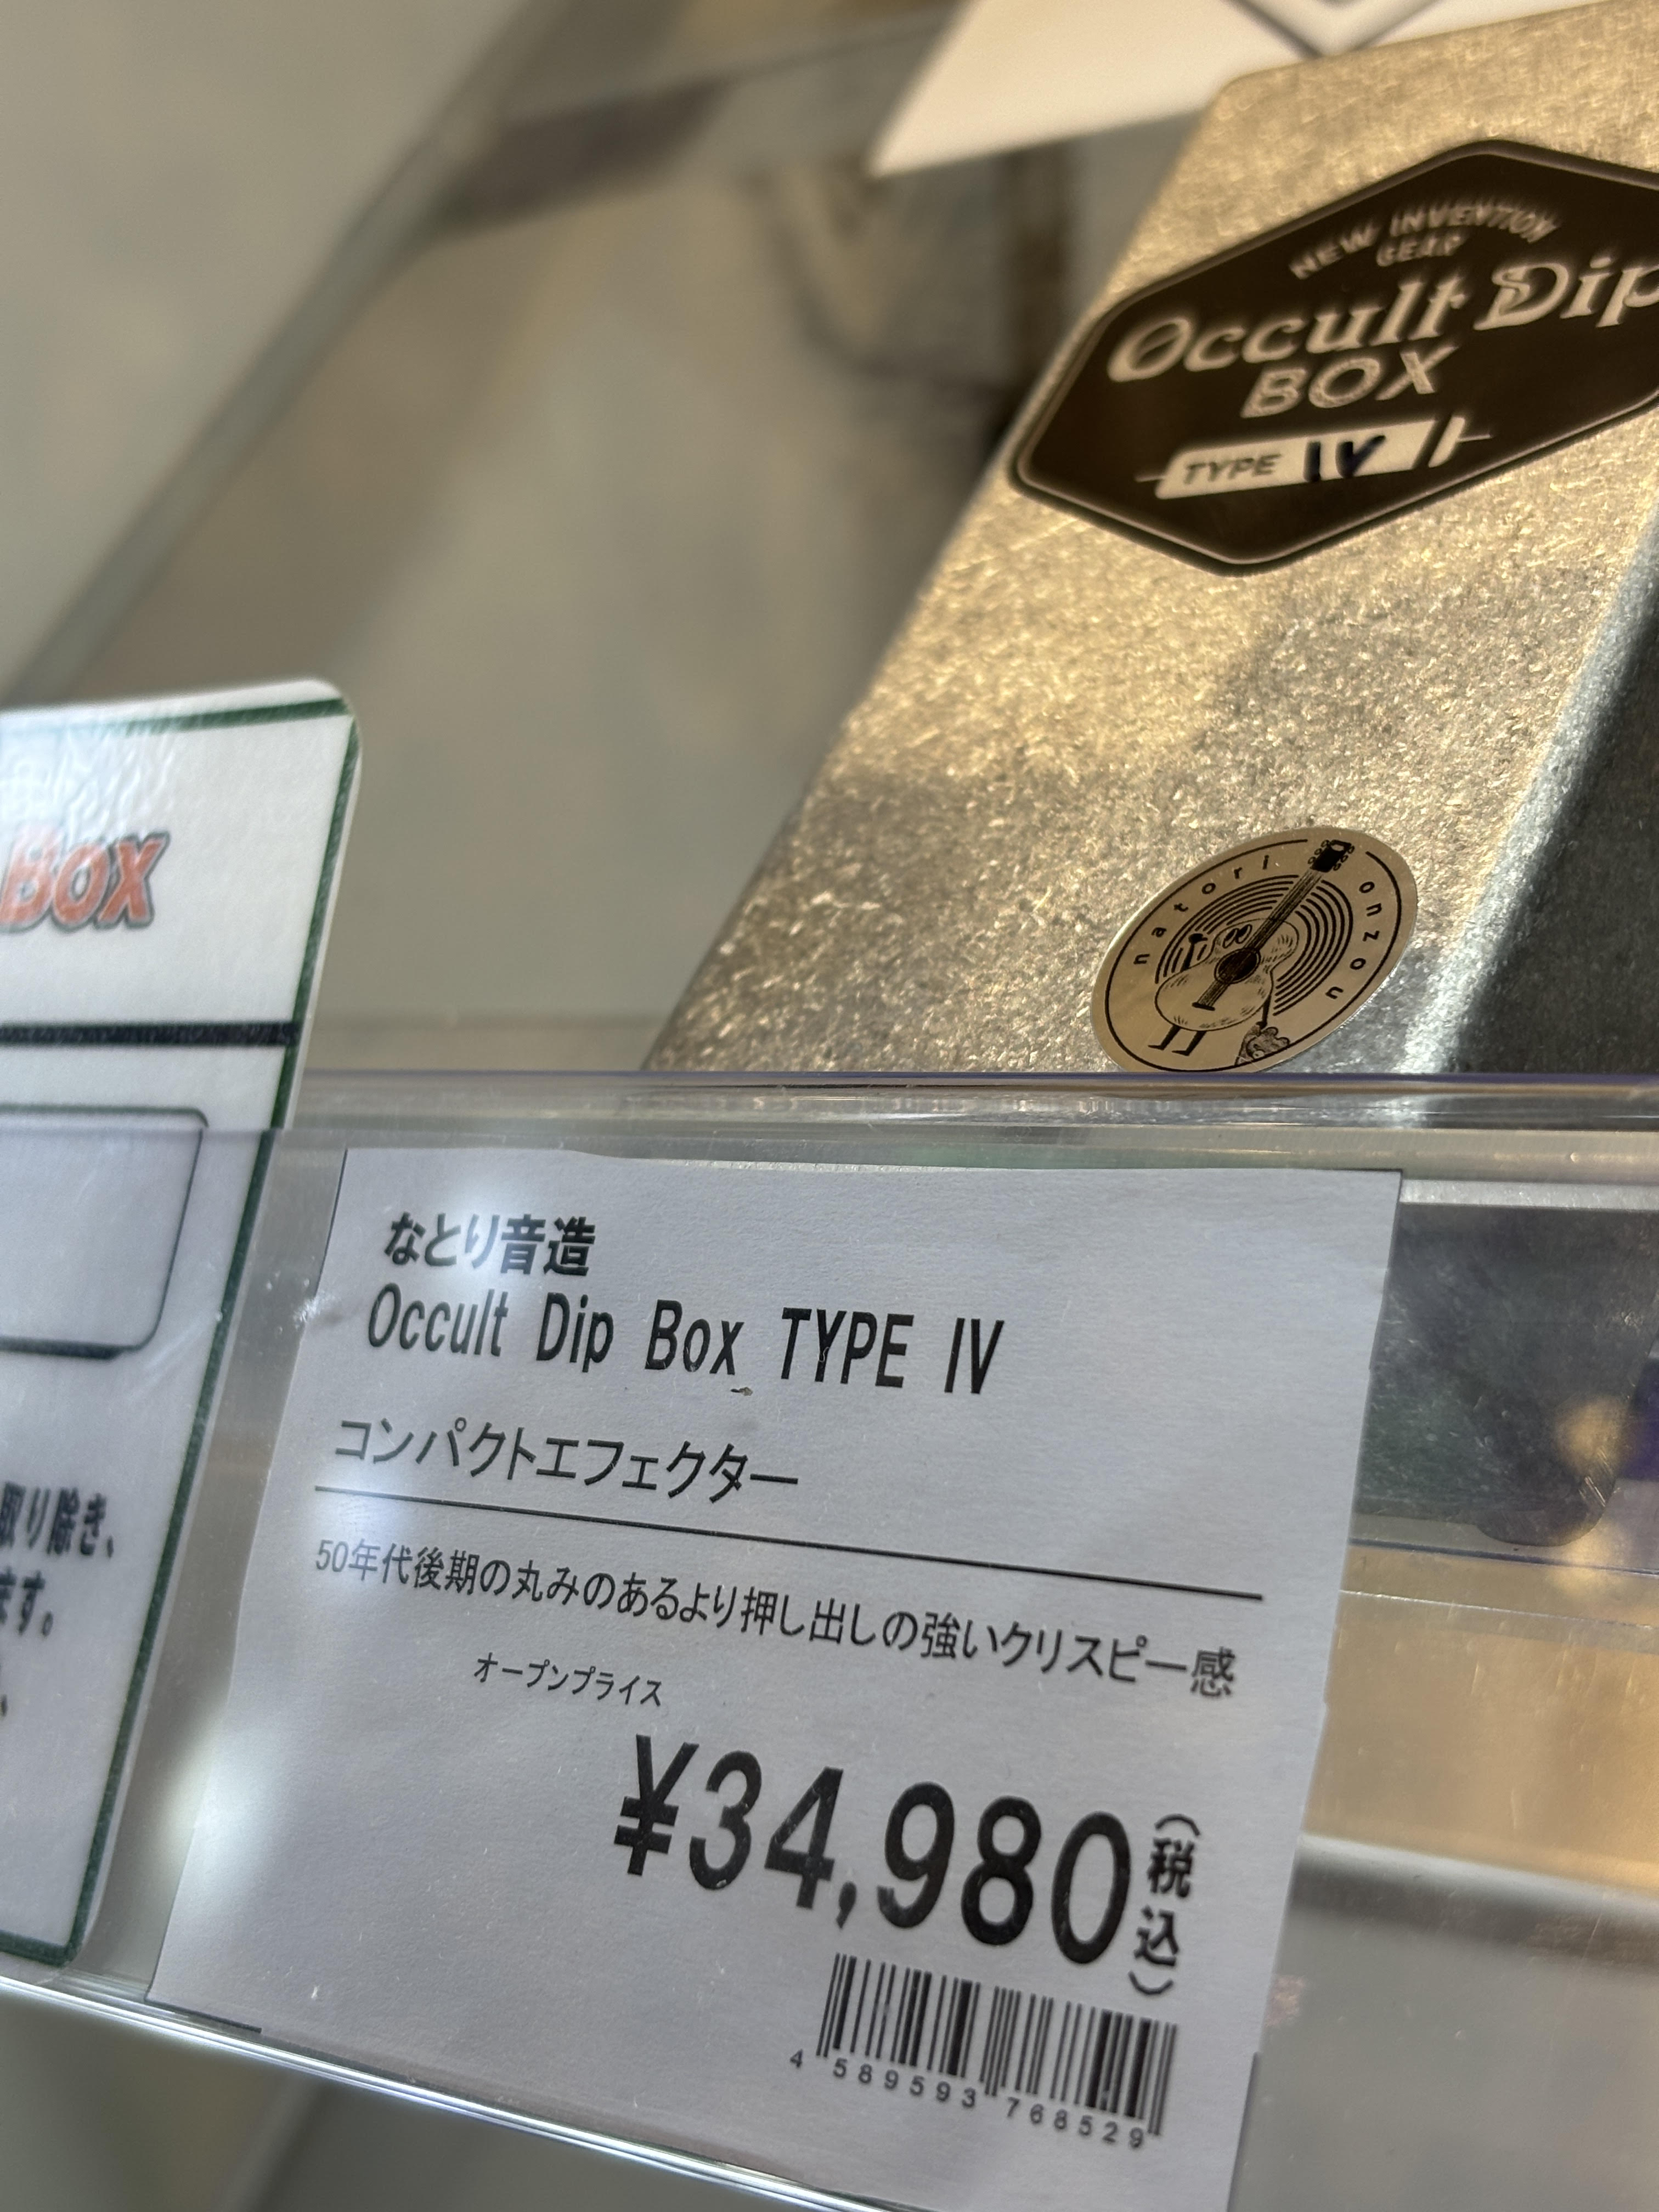 NEW INVENTION
GEAR
Occult Dip
BOX
TYPE IV
natori onzou
Box
取り除き、
ます。
なとり音造
Occult Dip Box TYPE IV
コンパクトエフェクター
50年代後期の丸みのあるより押し出しの強いクリスピー感
オープンプライス
¥34,980(税込)
4 589593 768529